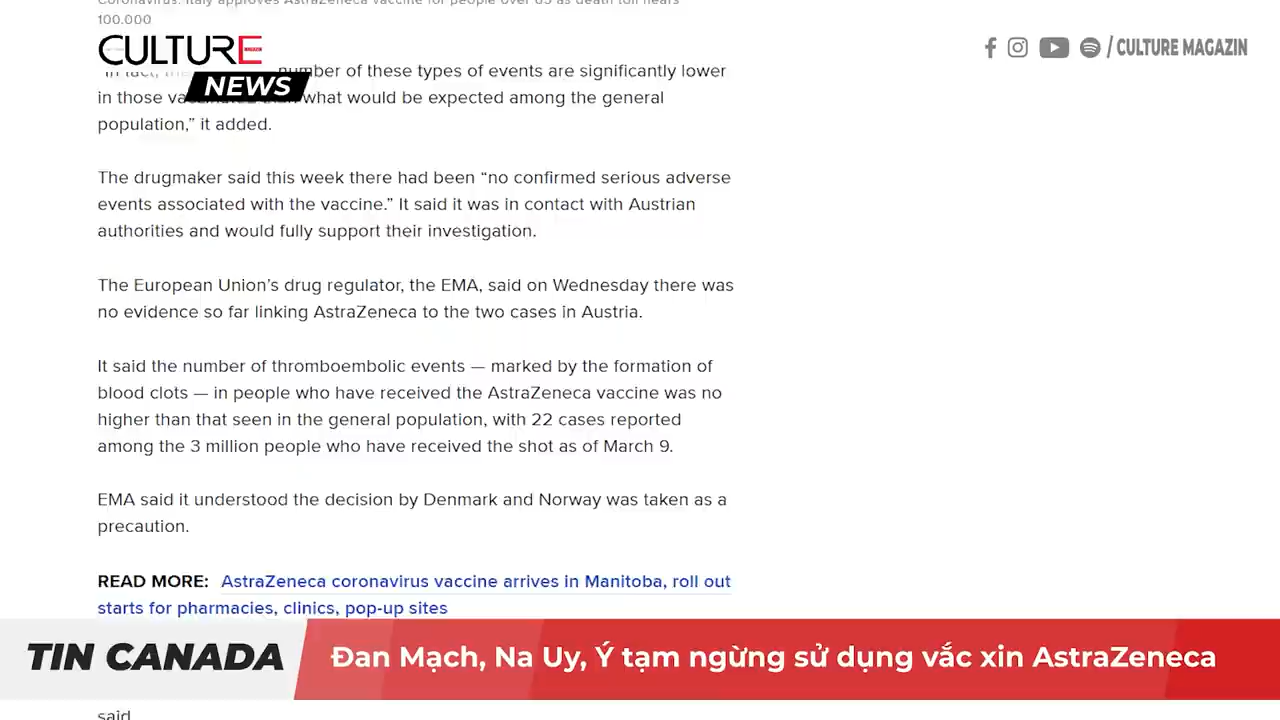 Coronavirus: Italy approves AstraZeneca vaccine for people over 65 as death toll nears
100.000
CULTURE
NEWS
/ CULTURE MAGAZIN
"In fact, the number of these types of events are significantly lower
in those what would be expected among the general
population,” it added.
The drugmaker said this week there had been “no confirmed serious adverse
events associated with the vaccine.” It said it was in contact with Austrian
authorities and would fully support their investigation.
The European Union’s drug regulator, the EMA, said on Wednesday there was
no evidence so far linking AstraZeneca to the two cases in Austria.
It said the number of thromboembolic events — marked by the formation of
blood clots — in people who have received the AstraZeneca vaccine was no
higher than that seen in the general population, with 22 cases reported
among the 3 million people who have received the shot as of March 9.
EMA said it understood the decision by Denmark and Norway was taken as a
precaution.
READ MORE: AstraZeneca coronavirus vaccine arrives in Manitoba, roll out
starts for pharmacies, clinics, pop-up sites
TIN CANADA
Đan Mạch, Na Uy, Ý tạm ngừng sử dụng vắc xin AstraZeneca
said